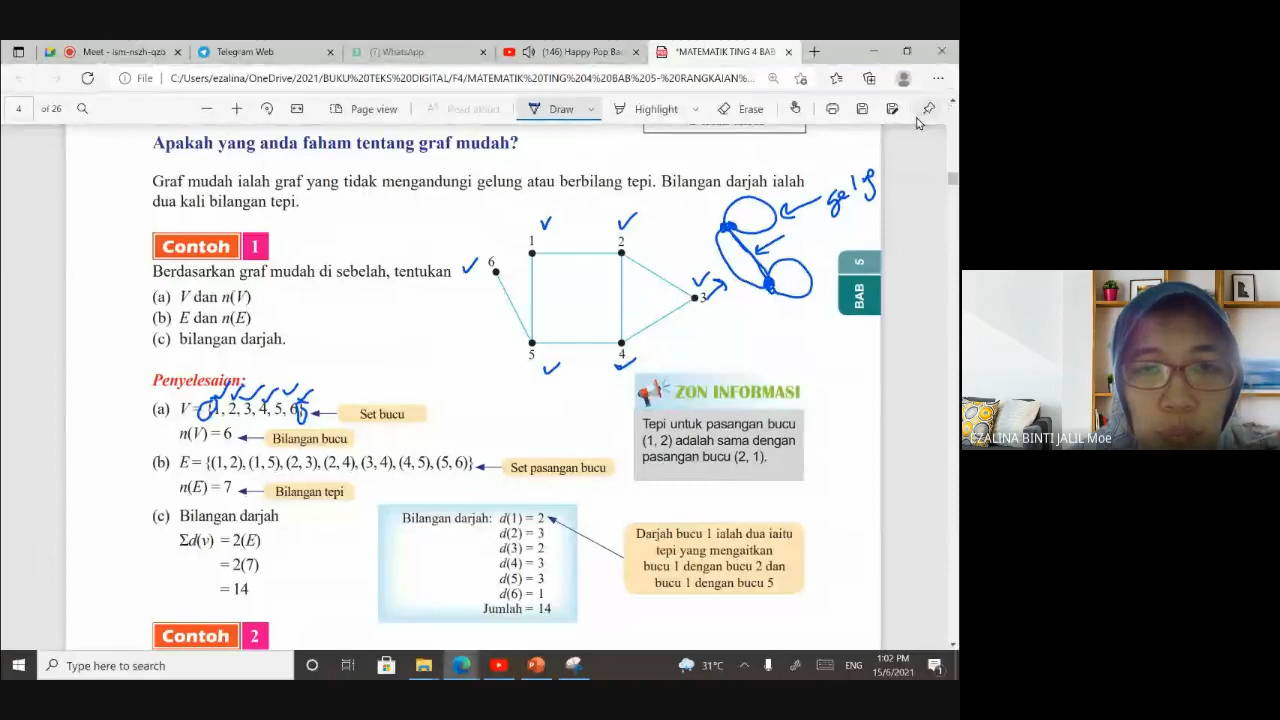 Meet - ism-nszh-qzo
Telegram Web
(7) WhatsApp
(146) Happy Pop Bac
*MATEMATIK TING 4 BAB
File
C:/Users/ezalina/OneDrive/2021/BUKU%20TEKS%20DIGITAL/F4/MATEMATIK%20TING%204%20BAB%205-%20RANGKAIAN%...
4 of 26
Page view
Read aloud
Draw
Highlight
Erase
Apakah yang anda faham tentang graf mudah?
Graf mudah ialah graf yang tidak mengandungi gelung atau berbilang tepi. Bilangan darjah ialah
dua kali bilangan tepi.
Contoh 1
Berdasarkan graf mudah di sebelah, tentukan
(a) V dan n(V)
(b) E dan n(E)
(c) bilangan darjah.
1
2
6
3
5
4
BAB 5
Penyelesaian:
(a) V = {1, 2, 3, 4, 5, 6}
Set bucu
n(V) = 6
Bilangan bucu
(b) E = {(1, 2), (1, 5), (2, 3), (2, 4), (3, 4), (4, 5), (5, 6)}
Set pasangan bucu
n(E) = 7
Bilangan tepi
(c) Bilangan darjah
Σd(v) = 2(E)
= 2(7)
= 14
Bilangan darjah: d(1) = 2
d(2) = 3
d(3) = 2
d(4) = 3
d(5) = 3
d(6) = 1
Jumlah = 14
ZON INFORMASI
Tepi untuk pasangan bucu
(1, 2) adalah sama dengan
pasangan bucu (2, 1).
Darjah bucu 1 ialah dua iaitu
tepi yang mengaitkan
bucu 1 dengan bucu 2 dan
bucu 1 dengan bucu 5
Contoh 2
EZALINA BINTI JALIL Moe
Type here to search
31°C
ENG
1:02 PM
15/6/2021
1